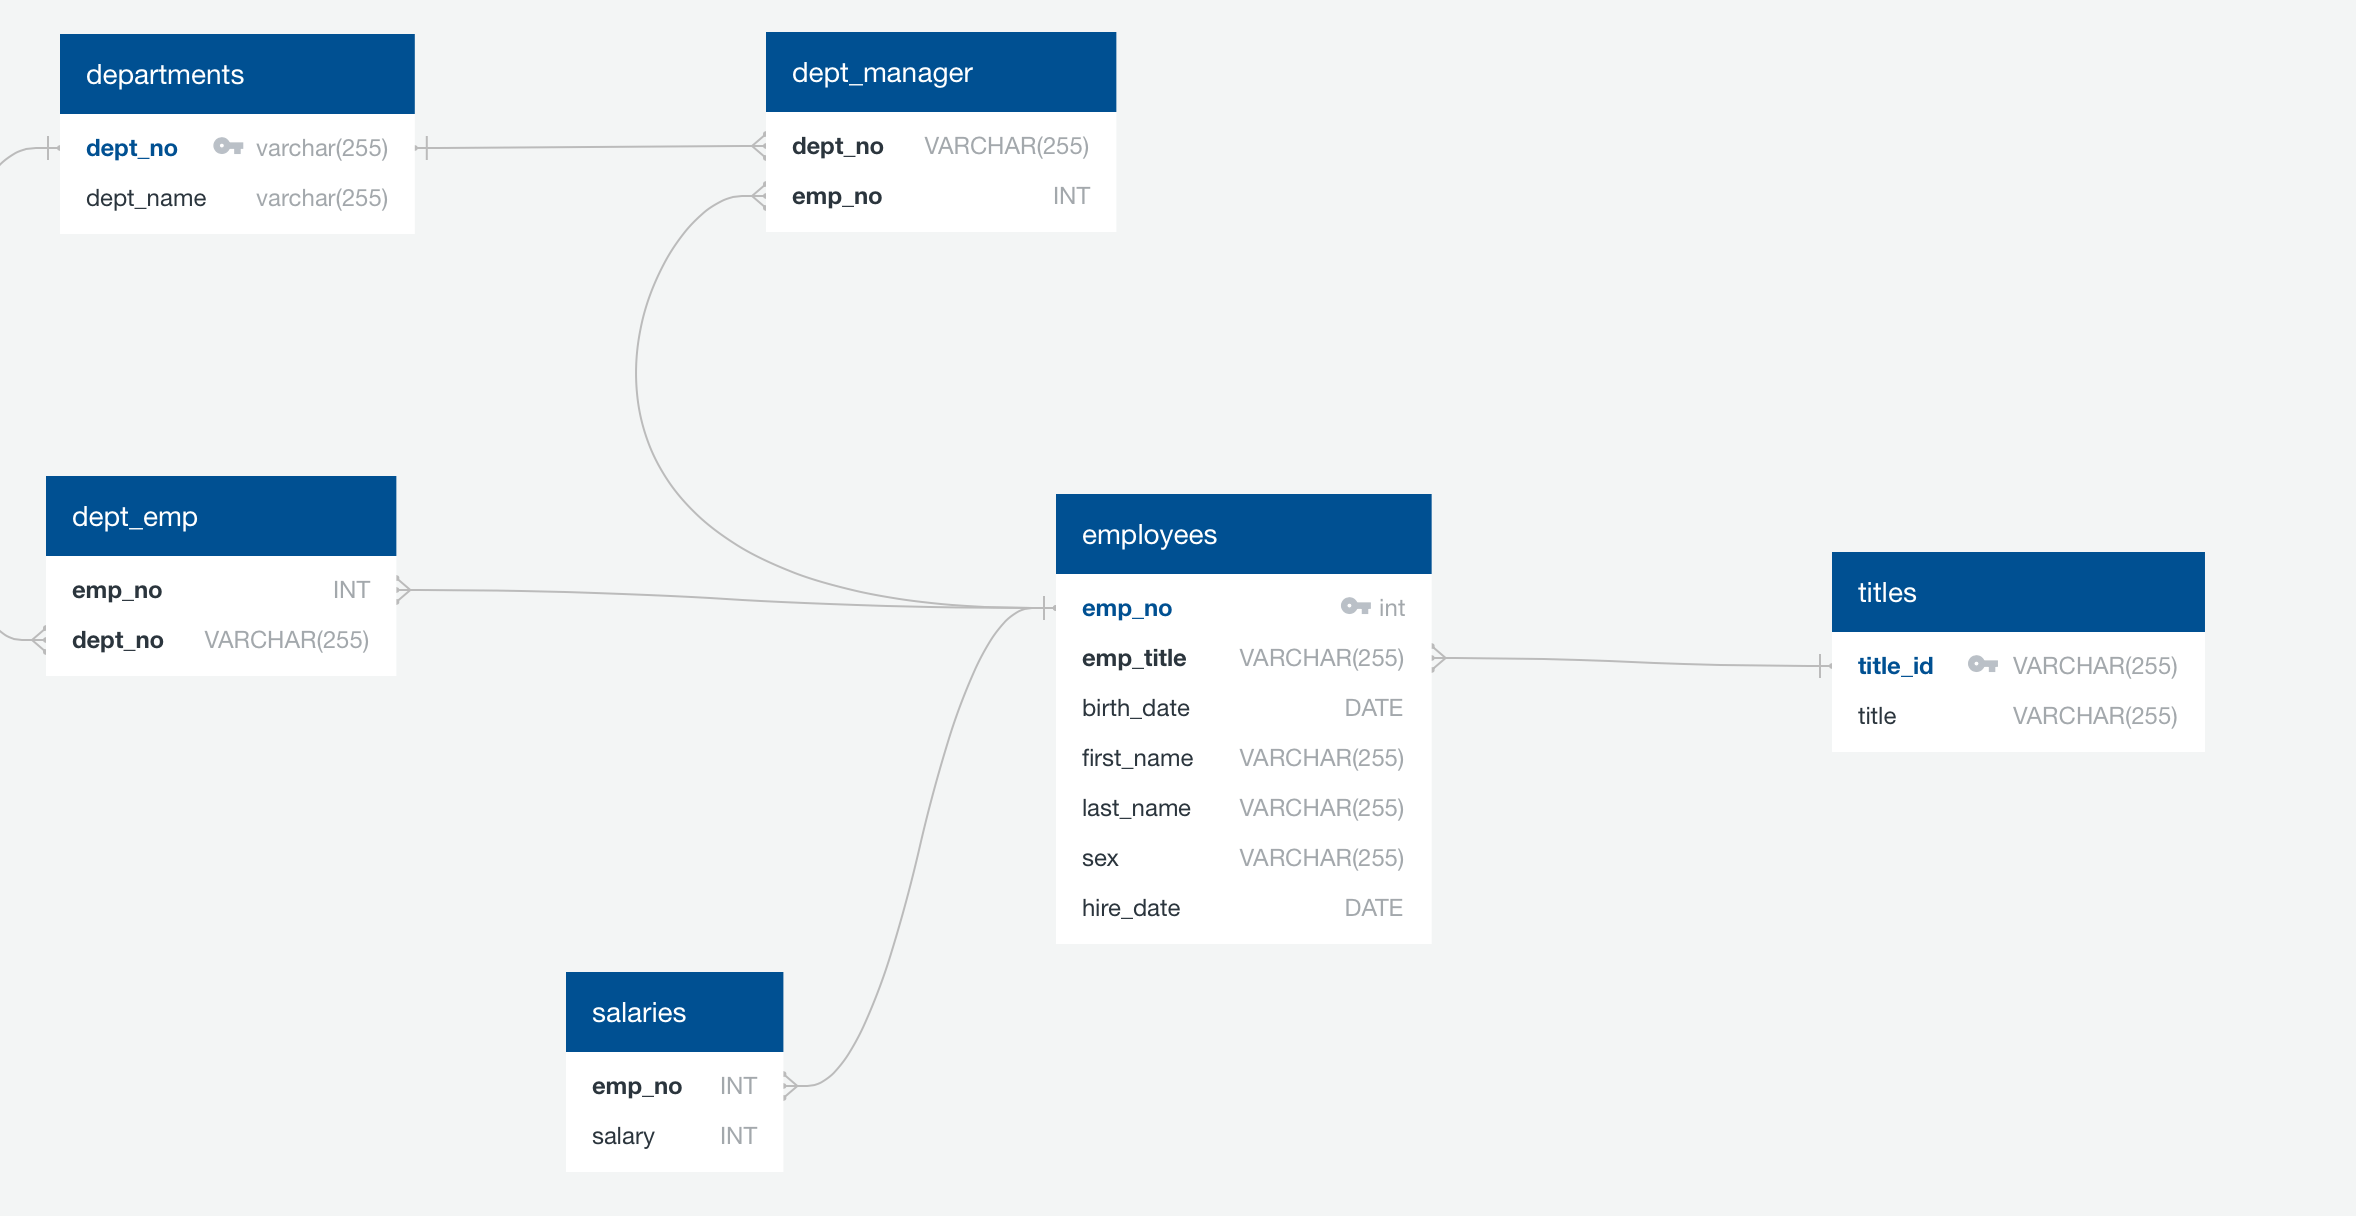 departments
dept_no varchar(255)
dept_name varchar(255)
dept_manager
dept_no VARCHAR(255)
emp_no INT
dept_emp
emp_no INT
dept_no VARCHAR(255)
employees
emp_no int
emp_title VARCHAR(255)
birth_date DATE
first_name VARCHAR(255)
last_name VARCHAR(255)
sex VARCHAR(255)
hire_date DATE
titles
title_id VARCHAR(255)
title VARCHAR(255)
salaries
emp_no INT
salary INT